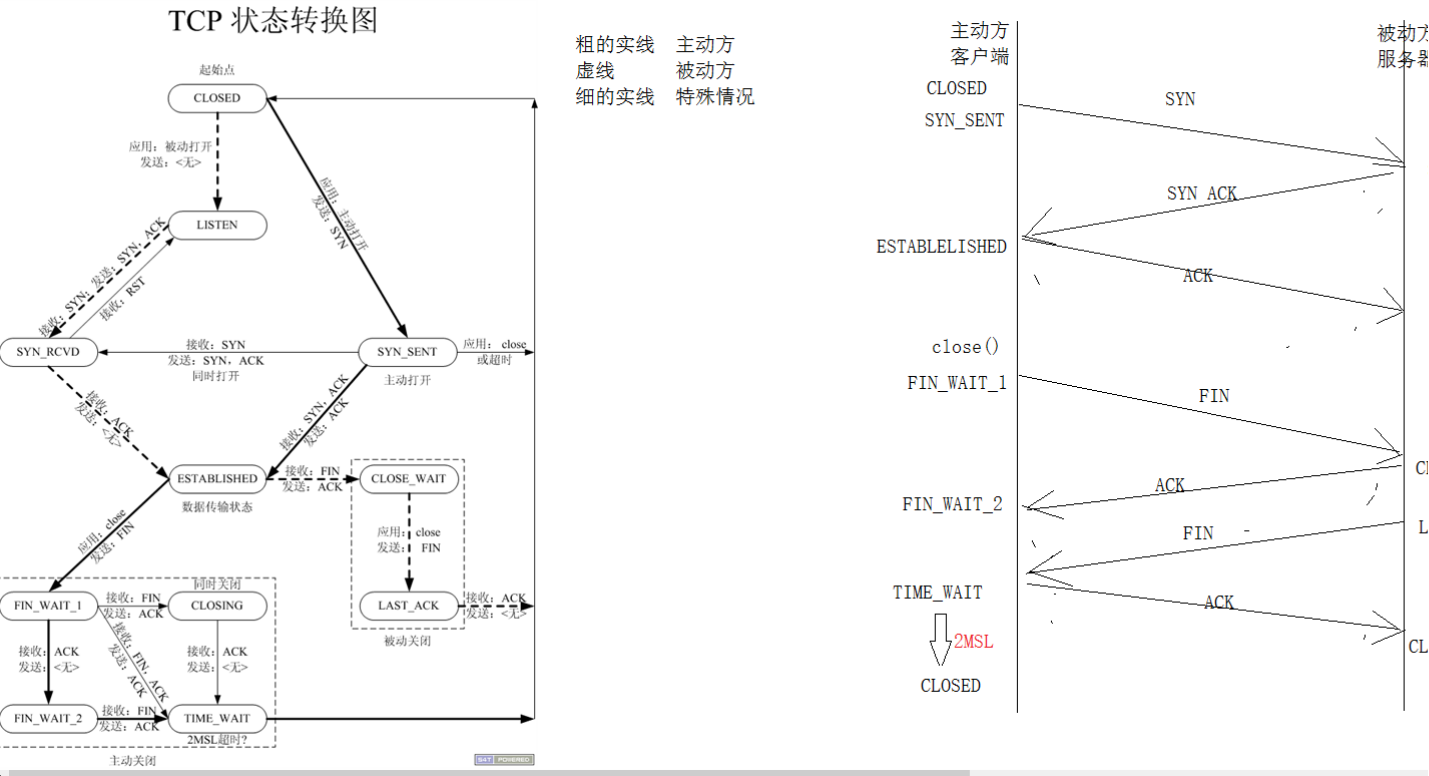 TCP 状态转换图
粗的实线 主动方
虚线 被动方
细的实线 特殊情况
起始点
CLOSED
应用：被动打开
发送：<无>
应用：主动打开
发送：SYN
LISTEN
接收：SYN；发送：SYN，ACK
接收：RST
SYN_RCVD
接收：SYN
发送：SYN，ACK
同时打开
SYN_SENT
主动打开
应用：close
或超时
接收：ACK
发送：<无>
接收：SYN，ACK
发送：ACK
ESTABLISHED
数据传输状态
接收：FIN
发送：ACK
CLOSE_WAIT
应用：close
发送：FIN
LAST_ACK
接收：ACK
发送：<无>
被动关闭
应用：close
发送：FIN
同时关闭
FIN_WAIT_1
接收：FIN
发送：ACK
CLOSING
接收：ACK
发送：<无>
接收：FIN，ACK
发送：ACK
接收：ACK
发送：<无>
FIN_WAIT_2
接收：FIN
发送：ACK
TIME_WAIT
2MSL超时?
主动关闭
POWERED
主动方
客户端
被动方
服务器
CLOSED
SYN
SYN_SENT
SYN ACK
ESTABLELISHED
ACK
close()
FIN_WAIT_1
FIN
ACK
FIN_WAIT_2
FIN
TIME_WAIT
ACK
2MSL
CLOSED